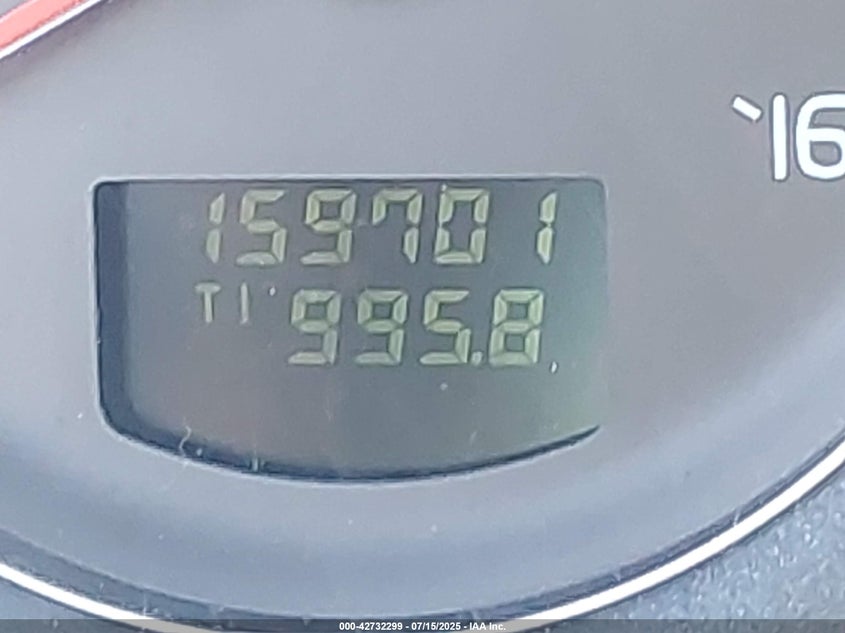 159701
T1 995.8
'16
000-42732299 - 07/15/2025 - IAA Inc.